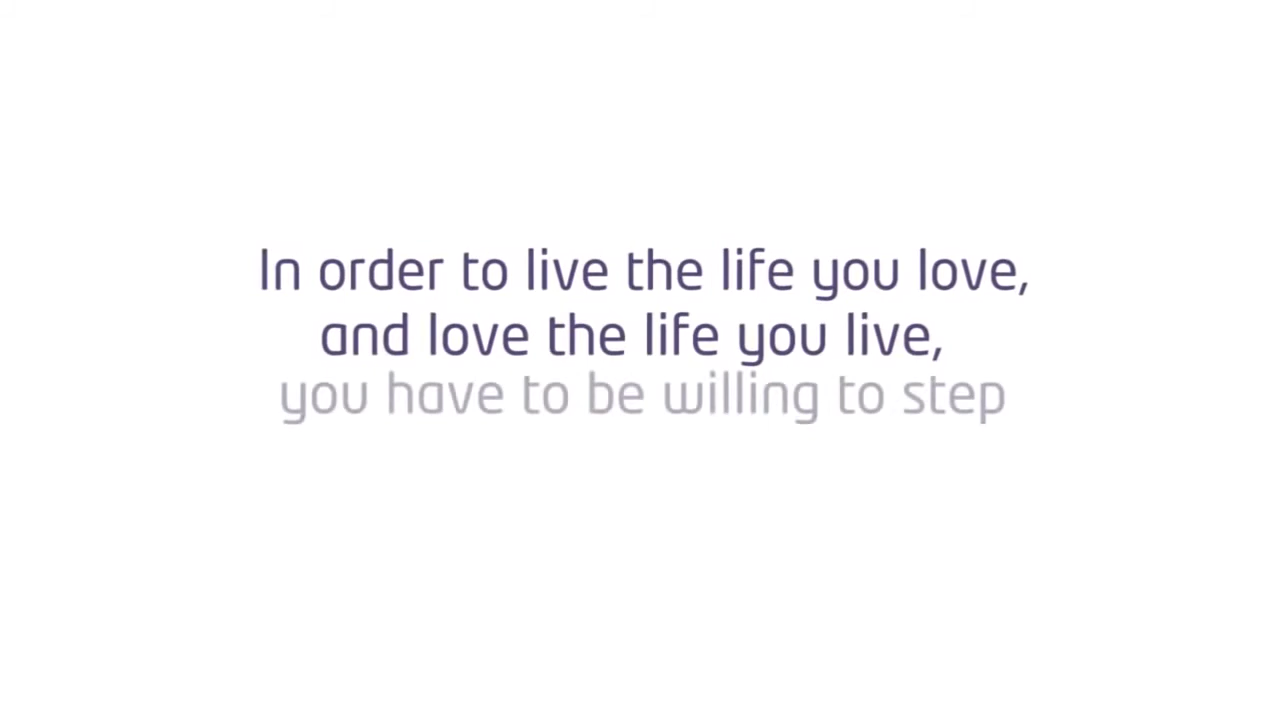 In order to live the life you love,
and love the life you live,
you have to be willing to step